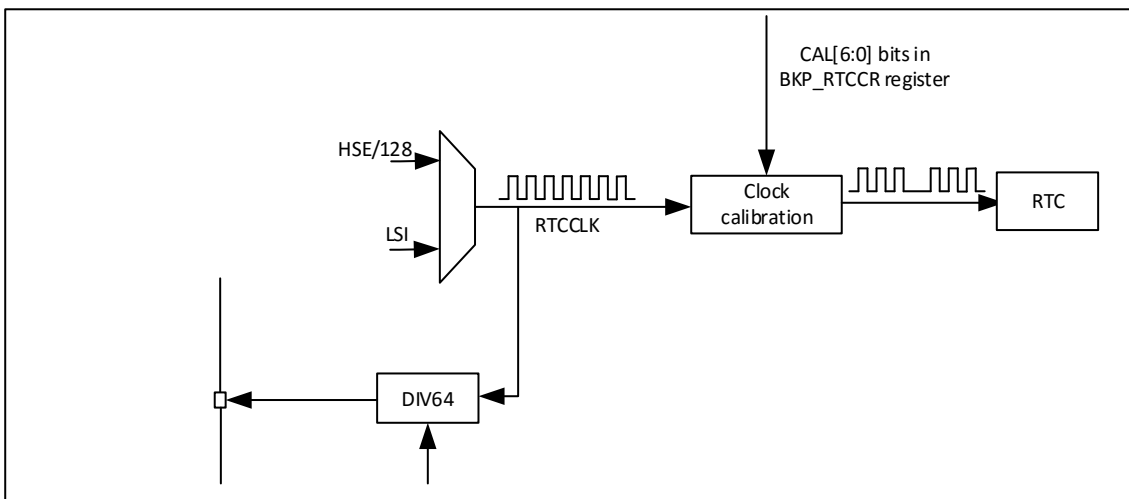 CAL[6:0] bits in
BKP_RTCCR register
HSE/128
LSI
RTCCLK
Clock
calibration
RTC
DIV64